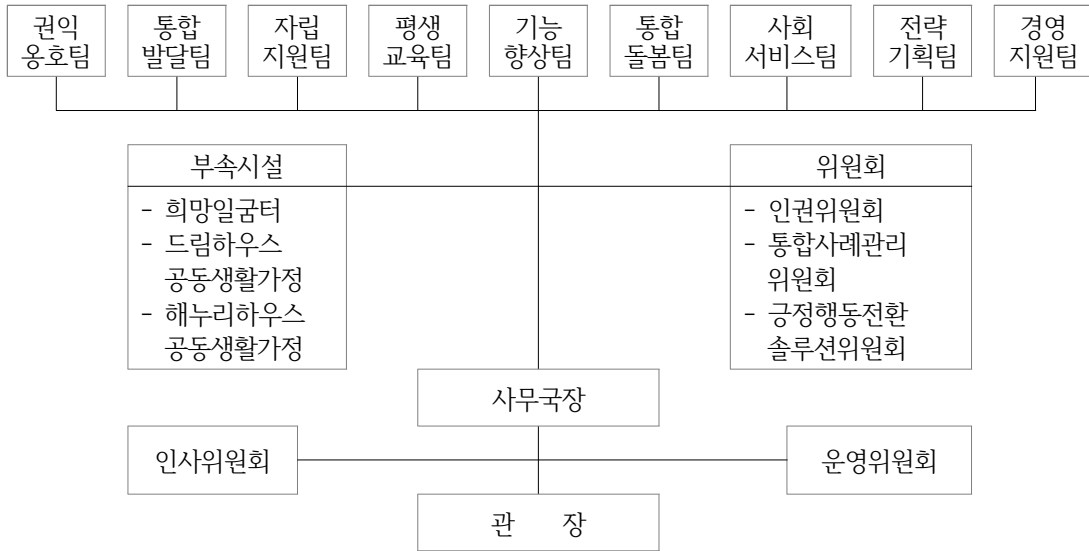 권익
옹호팀
통합
발달팀
자립
지원팀
평생
교육팀
기능
향상팀
통합
돌봄팀
사회
서비스팀
전략
기획팀
경영
지원팀
부속시설
- 희망일굼터
- 드림하우스
공동생활가정
- 해누리하우스
공동생활가정
위원회
- 인권위원회
- 통합사례관리
위원회
- 긍정행동전환
솔루션위원회
사무국장
인사위원회
운영위원회
관 장